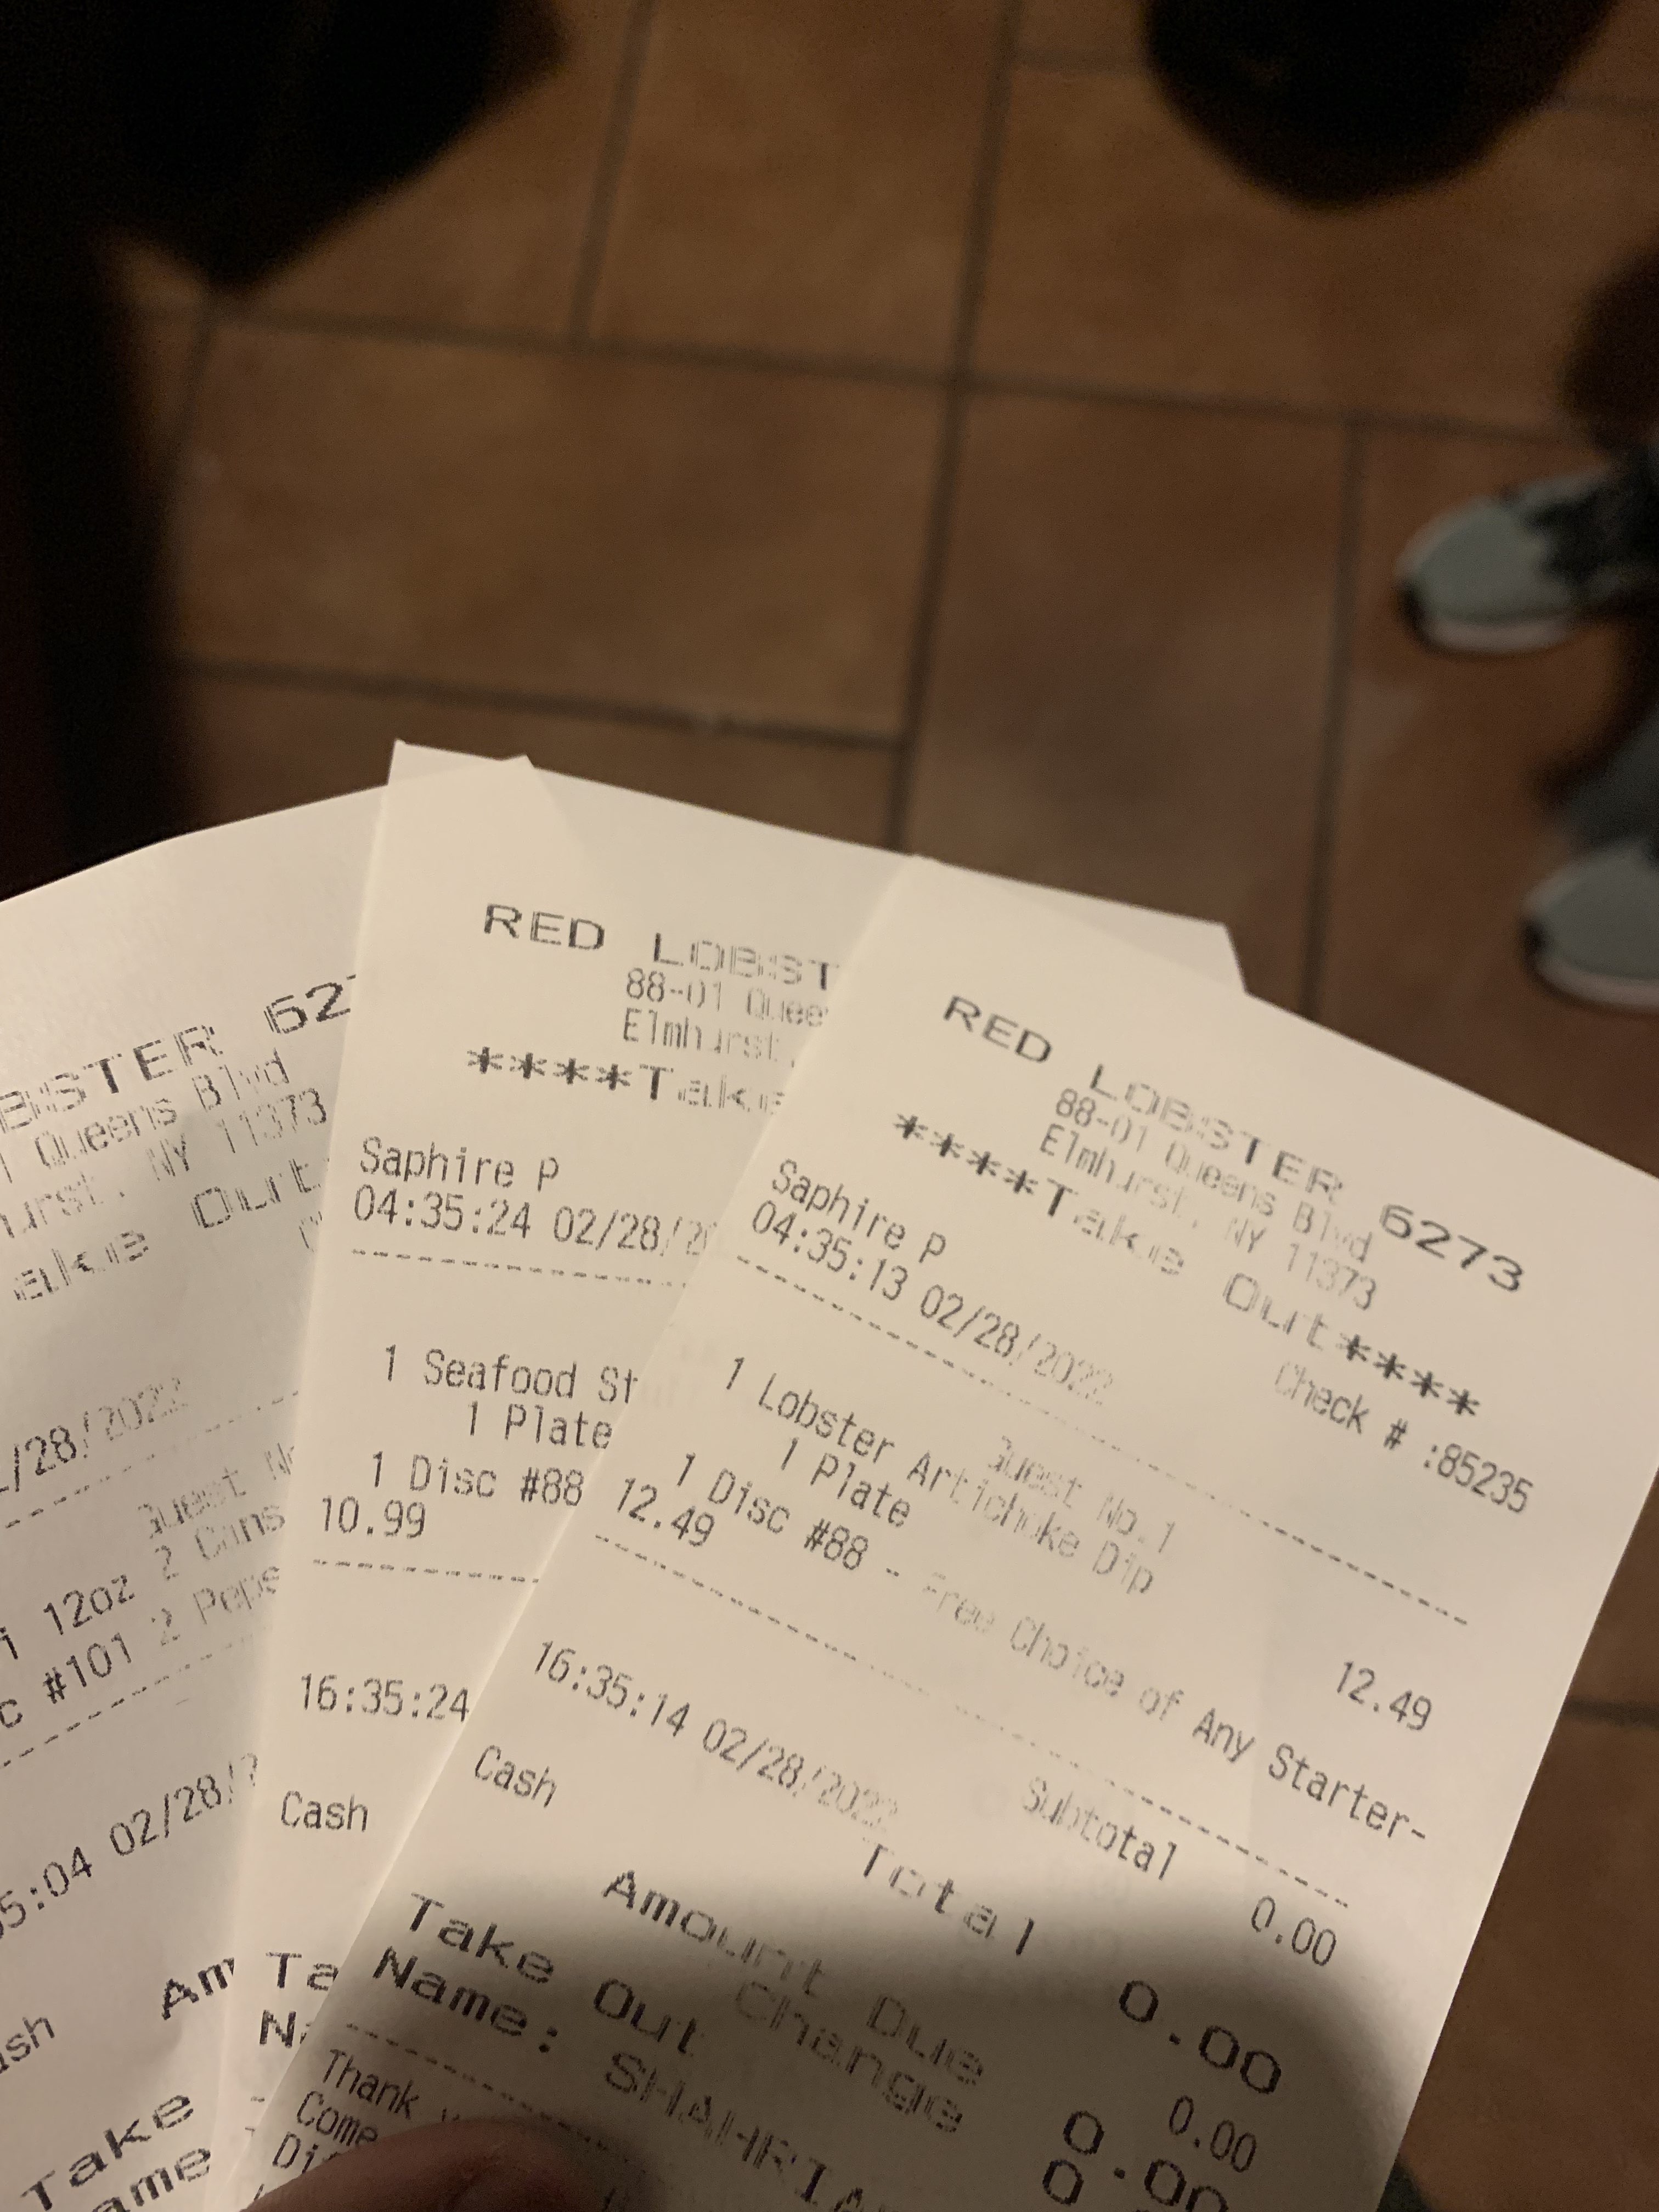 BSTER 627
1 Queens Blvd
urst, NY 11373
ake Out
/28/2022
Guest N
2 Cans
i 12oz 2 Peps
c #101
5:04 02/28/2
ash
Am
Take
ame
RED LOBST
88-01 Quee
Elmhurst,
****Take
Saphire P
04:35:24 02/28/2
1 Seafood St
1 Plate
1 Disc #88
10.99
16:35:24
Cash
Ta
Na
RED LOBSTER 6273
88-01 Queens Blvd
Elmhurst, NY 11373
****Take Out****
Saphire P Check # :85235
04:35:13 02/28/2022
Guest No.1
1 Lobster Artichoke Dip 12.49
1 Plate
1 Disc #88 - Free Choice of Any Starter-
12.49
Subtotal 0.00
16:35:14 02/28/2022
Total 0.00
Cash 0.00
Amount Due 0.00
Change
Take Out
Name: SHAHRIA
Thank
Come